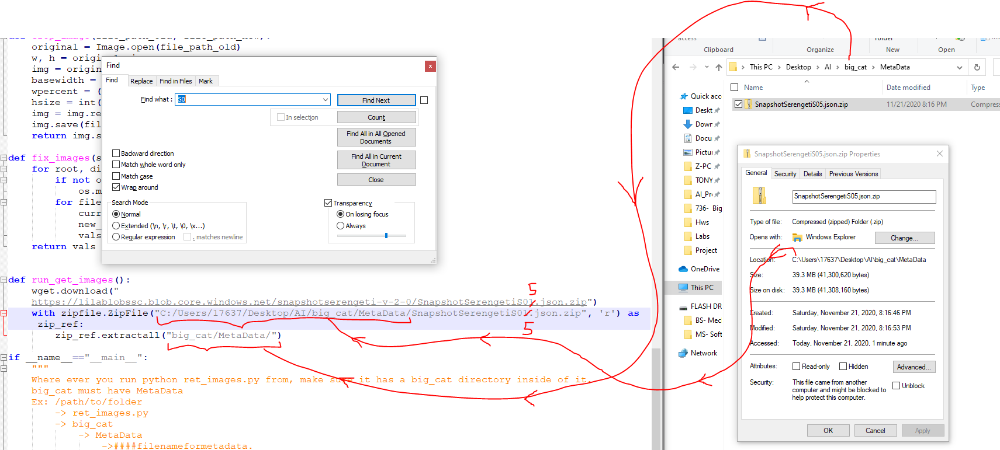 original = Image.open(file_path_old)
w, h = original.size
img = origin
basewidth =
wpercent = (
hsize = int(
img = img.re
img.save(fil
return img.s
def fix_images(s
for root, di
if not o
os.m
for file
curr
new_
vals
return vals
def run_get_images():
wget.download("
https://lilablobssc.blob.core.windows.net/snapshotserengeti-v-2-0/SnapshotSerengetiS01.json.zip")
5
with zipfile.ZipFile("C:/Users/17637/Desktop/AI/big_cat/MetaData/SnapshotSerengetiS01.json.zip", 'r') as
zip_ref:
5
zip_ref.extractall("big_cat/MetaData/")
if __name__=="__main__":
"""
Where ever you run python ret_images.py from, make sure it has a big_cat directory inside of it.
big_cat must have MetaData
Ex: /path/to/folder
-> ret_images.py
-> big_cat
-> MetaData
->####filenameformetadata.
Find
x
Find Replace Find in Files Mark
Find what : S0
Find Next
In selection
Count
Find All in All Opened
Documents
Find All in Current
Document
Close
Backward direction
Match whole word only
Match case
Wrap around
Search Mode
Normal
Extended (\n, \r, \t, \0, \x...)
Regular expression
. matches newline
Transparency
On losing focus
Always
access
folder
Clipboard Organize New Open
This PC > Desktop > AI > big_cat > MetaData
Name Date modified Type
SnapshotSerengetiS05.json.zip 11/21/2020 8:16 PM Compress
Quick acc
Deskt
Down
Docu
Pictur
Z-PC
TONY
AI_Pr
736- Big
Hws
Labs
Project
OneDrive
This PC
FLASH DR
BS- Mec
MS- Soft
Network
SnapshotSerengetiS05.json.zip Properties
General Security Details Previous Versions
SnapshotSerengetiS05.json.zip
Type of file: Compressed (zipped) Folder (.zip)
Opens with: Windows Explorer Change...
Location: C:\Users\17637\Desktop\AI\big_cat\MetaData
Size: 39.3 MB (41,300,620 bytes)
Size on disk: 39.3 MB (41,308,160 bytes)
Created: Saturday, November 21, 2020, 8:16:46 PM
Modified: Saturday, November 21, 2020, 8:16:53 PM
Accessed: Today, November 21, 2020, 1 minute ago
Attributes: Read-only Hidden Advanced...
Security: This file came from another
computer and might be blocked to
help protect this computer.
Unblock
OK Cancel Apply